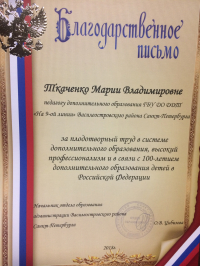 Благодарственное
письмо
Ткаченко Марии Владимировне
педагогу дополнительного образования ГБУ ДО ДДТ
«На 9-ой линии» Василеостровского района Санкт-Петербурга
за плодотворный труд в системе
дополнительного образования, высокий
профессионализм и в связи с 100-летием
дополнительного образования детей в
Российской Федерации
Начальник отдела образования
администрации Василеостровского района
Санкт-Петербурга